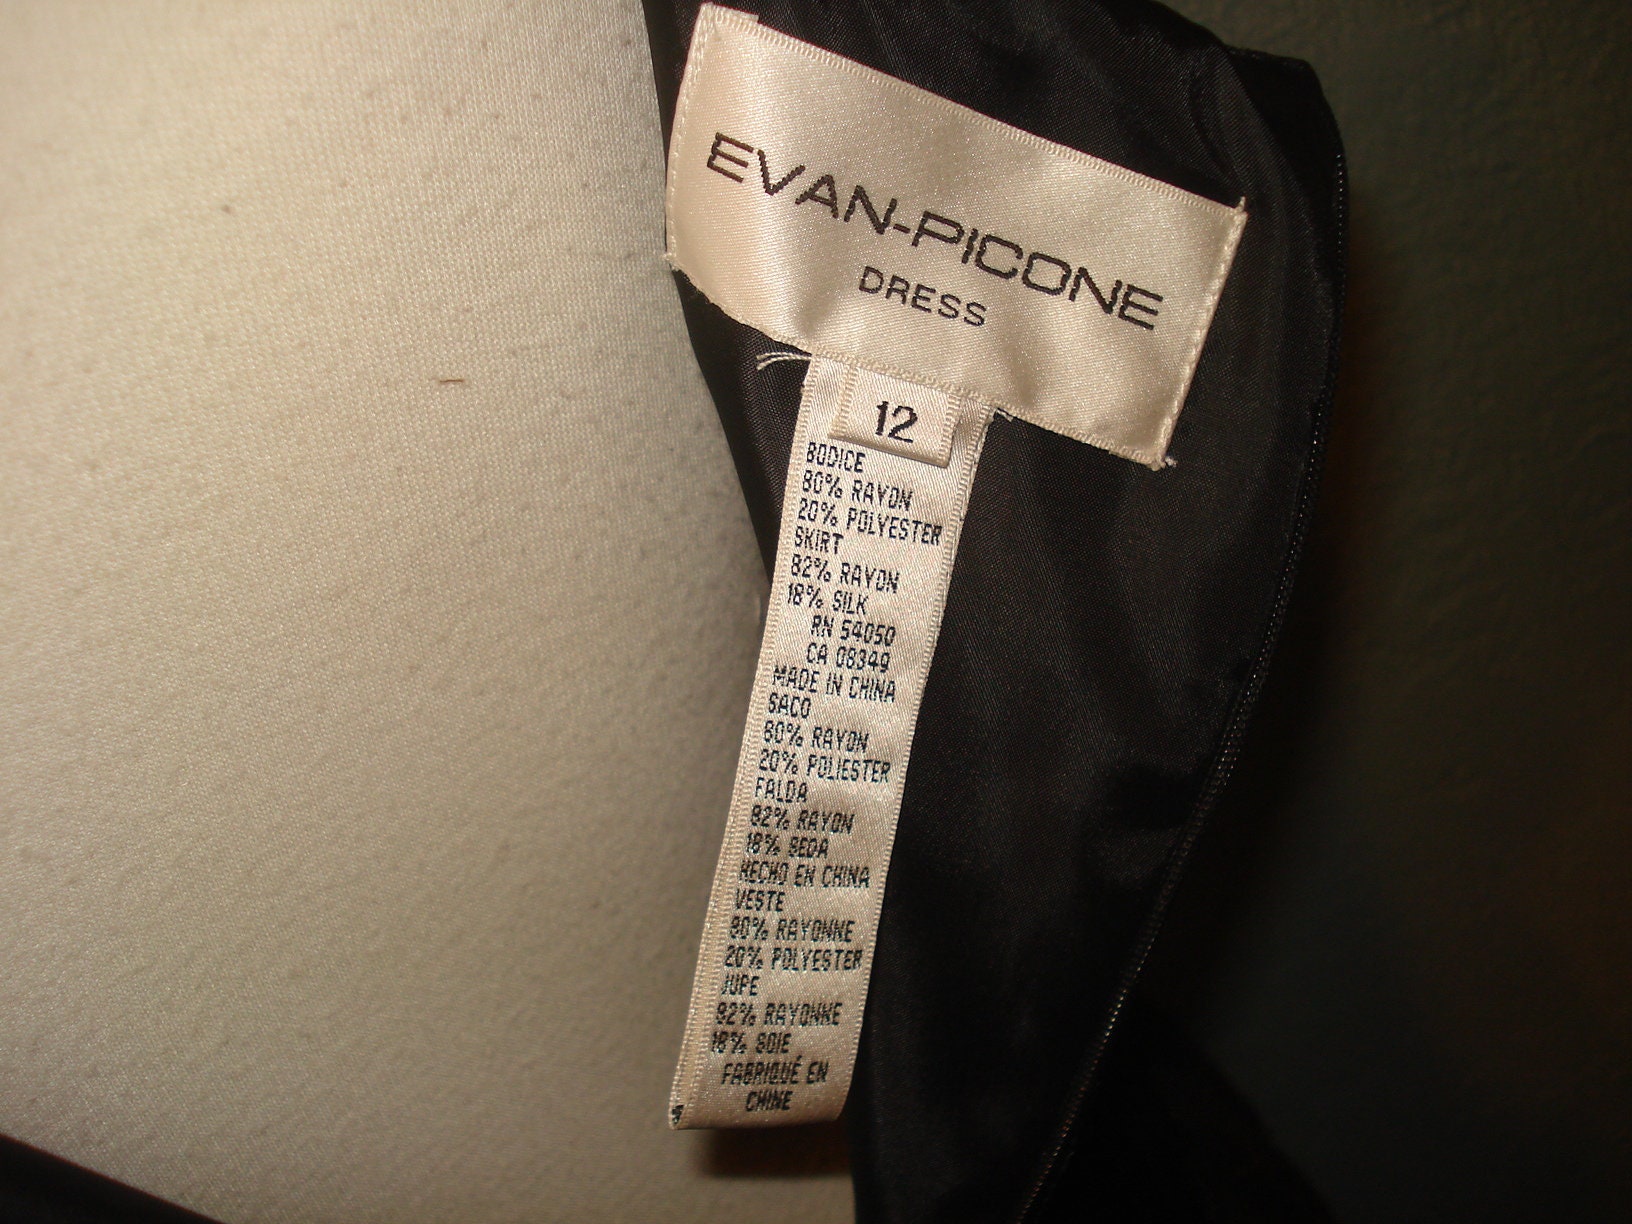 EVAN-PICONE
DRESS
12
BODICE
80% RAYON
20% POLYESTER
SKIRT
82% RAYON
18% SILK
RN 54050
CA 08349
MADE IN CHINA
SACO
80% RAYON
20% POLIESTER
FALDA
82% RAYON
18% SEDA
HECHO EN CHINA
VESTE
80% RAYONNE
20% POLYESTER
JUPE
82% RAYONNE
18% SOIE
FABRIQUÉ EN
CHINE